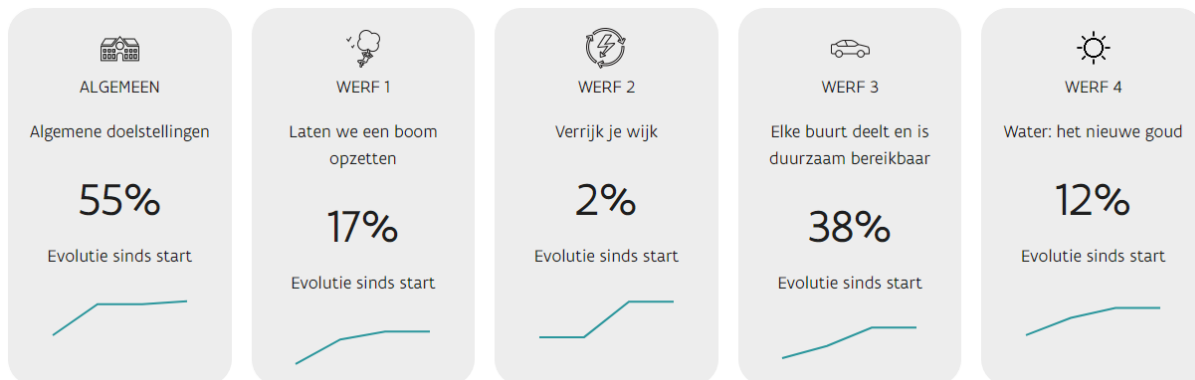 ALGEMEEN
Algemene doelstellingen
55%
Evolutie sinds start
WERF 1
Laten we een boom
opzetten
17%
Evolutie sinds start
WERF 2
Verrijk je wijk
2%
Evolutie sinds start
WERF 3
Elke buurt deelt en is
duurzaam bereikbaar
38%
Evolutie sinds start
WERF 4
Water: het nieuwe goud
12%
Evolutie sinds start